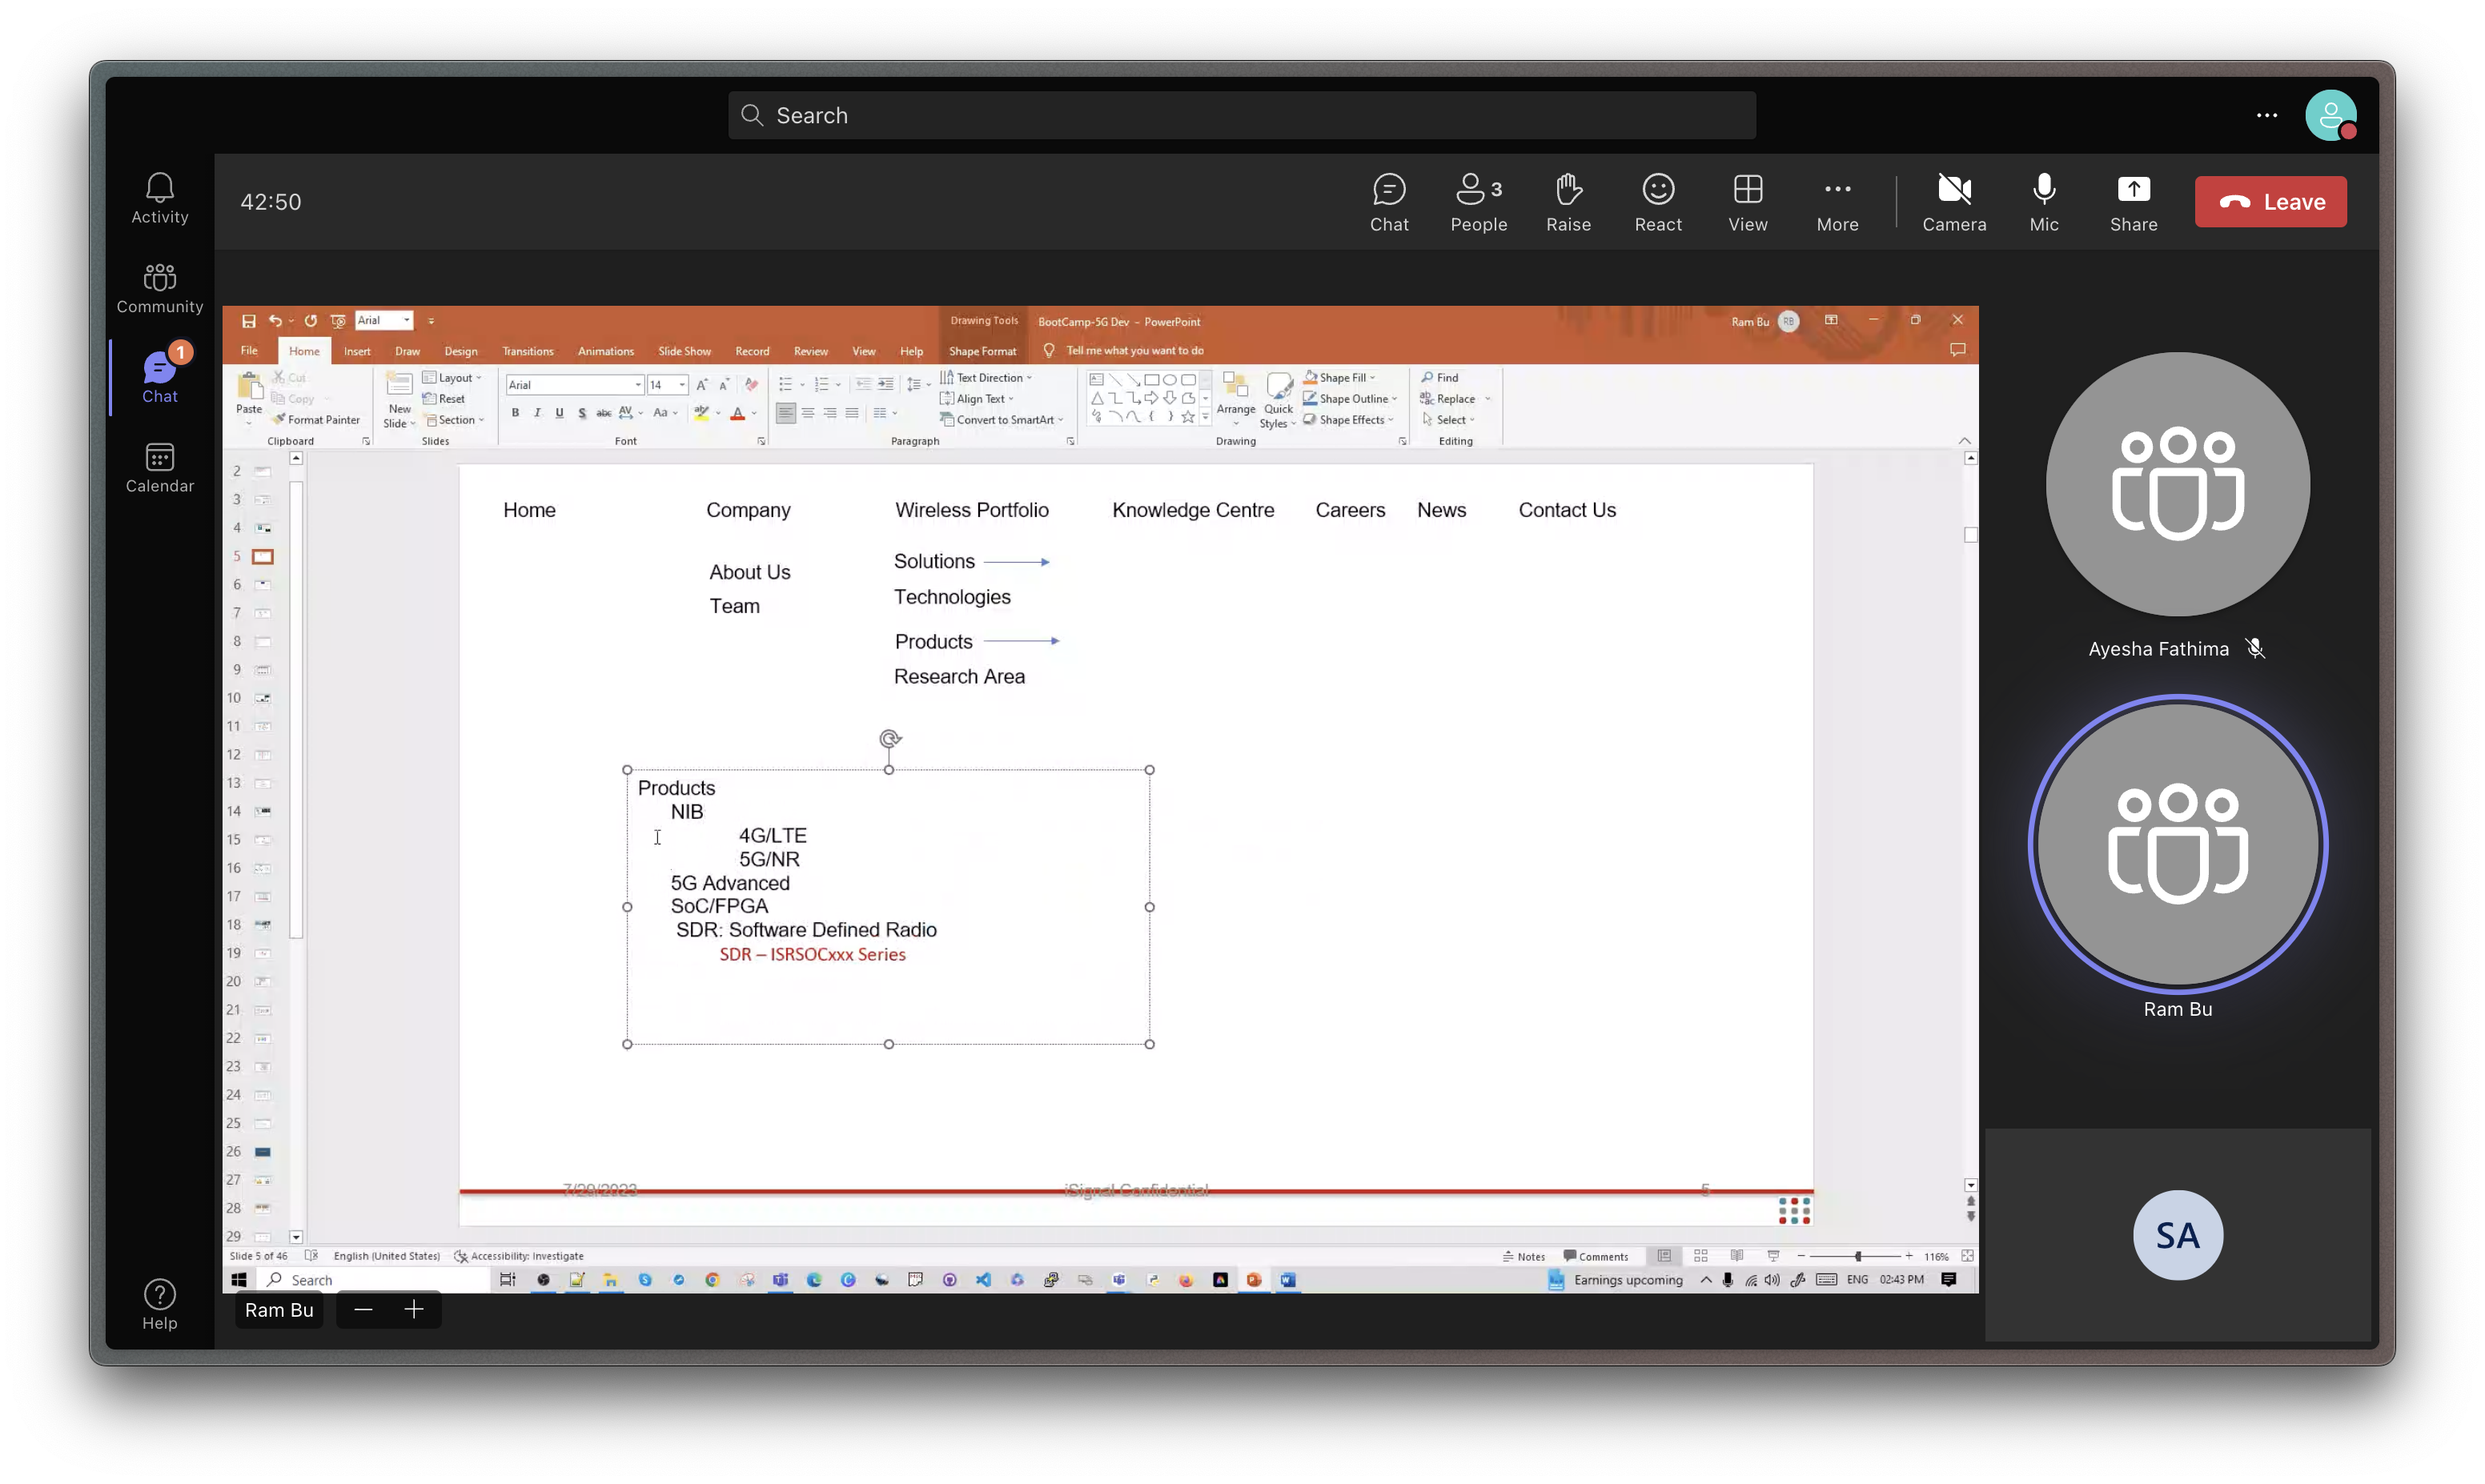 Search
42:50
Chat
People 3
Raise
React
View
More
Camera
Mic
Share
Leave
Activity
Community
1
Chat
Calendar
Help
Arial
Drawing Tools
BootCamp-5G Dev – PowerPoint
Ram Bu RB
File Home Insert Draw Design Transitions Animations Slide Show Record Review View Help Shape Format Tell me what you want to do
Paste
Cut
Copy
Format Painter
Clipboard
New Slide
Layout
Reset
Section
Slides
Arial 14
B I U S abc AV Aa
Font
Text Direction
Align Text
Convert to SmartArt
Paragraph
Arrange
Quick Styles
Shape Fill
Shape Outline
Shape Effects
Drawing
Find
Replace
Select
Editing
2
3
4
5
6
7
8
9
10
11
12
13
14
15
16
17
18
19
20
21
22
23
24
25
26
27
28
29
Home Company Wireless Portfolio Knowledge Centre Careers News Contact Us
About Us
Team
Solutions
Technologies
Products
Research Area
Products
NIB
4G/LTE
5G/NR
5G Advanced
SoC/FPGA
SDR: Software Defined Radio
SDR – ISRSOCxxx Series
7/29/2023 iSignal Confidential 5
Slide 5 of 46 English (United States) Accessibility: Investigate Notes Comments 116%
Search Earnings upcoming ENG 02:43 PM
Ram Bu
Ayesha Fathima
Ram Bu
SA